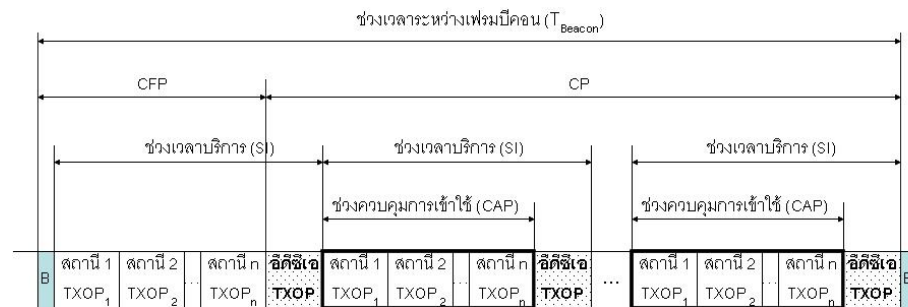 ช่วงเวลาระหว่างเฟรมบีคอน (T Beacon)
CFP CP
ช่วงเวลาบริการ (SI) ช่วงเวลาบริการ (SI) ช่วงเวลาบริการ (SI)
ช่วงควบคุมการเข้าใช้ (CAP) ช่วงควบคุมการเข้าใช้ (CAP)
B สถานี 1 สถานี 2 ... สถานี n อีดีซีเอ สถานี 1 สถานี 2 ... สถานี n อีดีซีเอ ... สถานี 1 สถานี 2 ... สถานี n อีดีซีเอ B
TXOP1 TXOP2 TXOPn TXOP TXOP1 TXOP2 TXOPn TXOP TXOP1 TXOP2 TXOPn TXOP